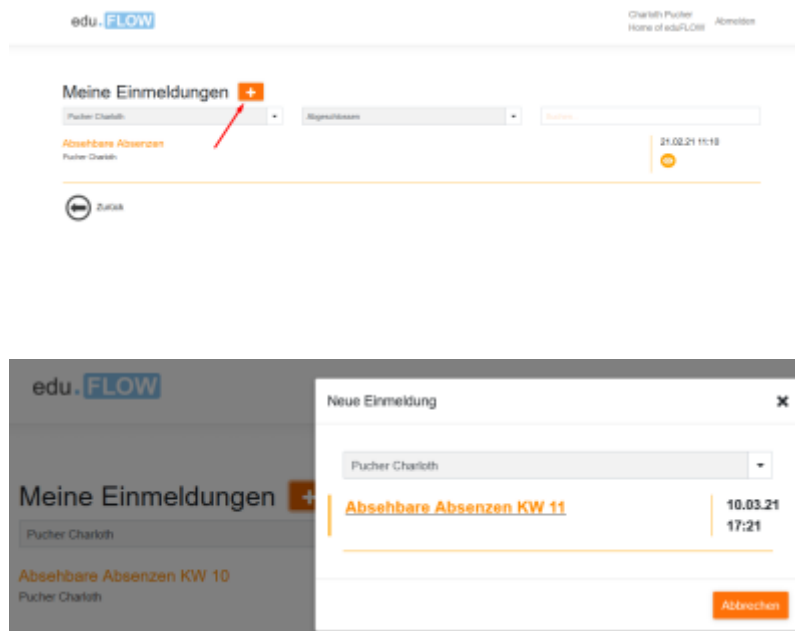 edu.FLOW
Charloth Pucher
Home of eduFLOW
Abmelden
Meine Einmeldungen +
Pucher Charloth
Abgeschlossen
Suchen
Absehbare Absenzen
Pucher Charloth
21.02.21 11:10
Zurück
edu.FLOW
Neue Einmeldung
Pucher Charloth
Meine Einmeldungen +
Absehbare Absenzen KW 11
10.03.21
17:21
Pucher Charloth
Absehbare Absenzen KW 10
Pucher Charloth
Abbrechen